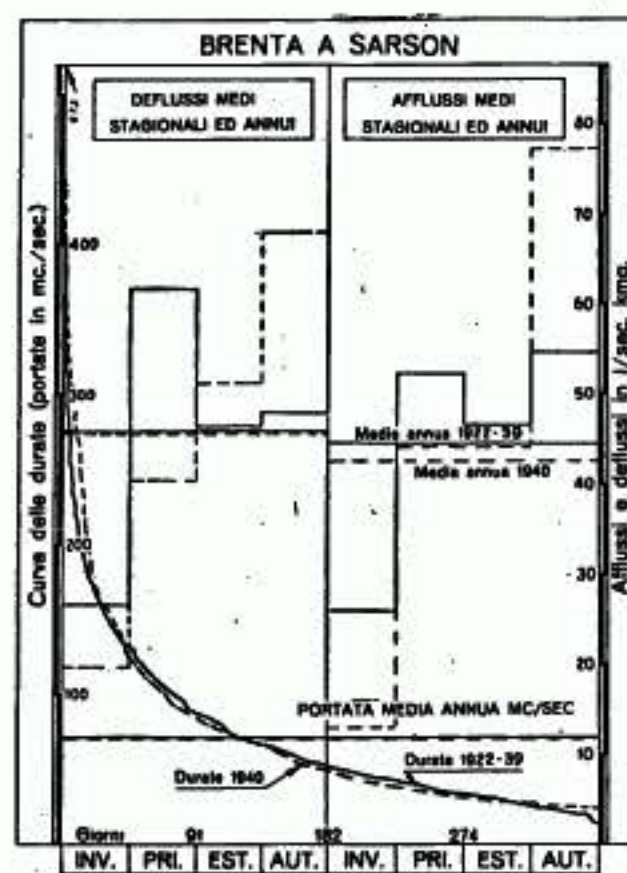 BRENTA A SARSON
DEFLUSSI MEDI
STAGIONALI ED ANNUI
AFFLUSSI MEDI
STAGIONALI ED ANNUI
Curva delle durate (portate in mc./sec.)
400
300
200
100
80
70
60
50
40
30
20
10
Afflussi e deflussi in l/sec. kmq.
Media annua 1922-39
Media annua 1940
PORTATA MEDIA ANNUA MC/SEC
Durate 1940
Durate 1922-39
Giorni 91 182 274
INV. PRI. EST. AUT. INV. PRI. EST. AUT.